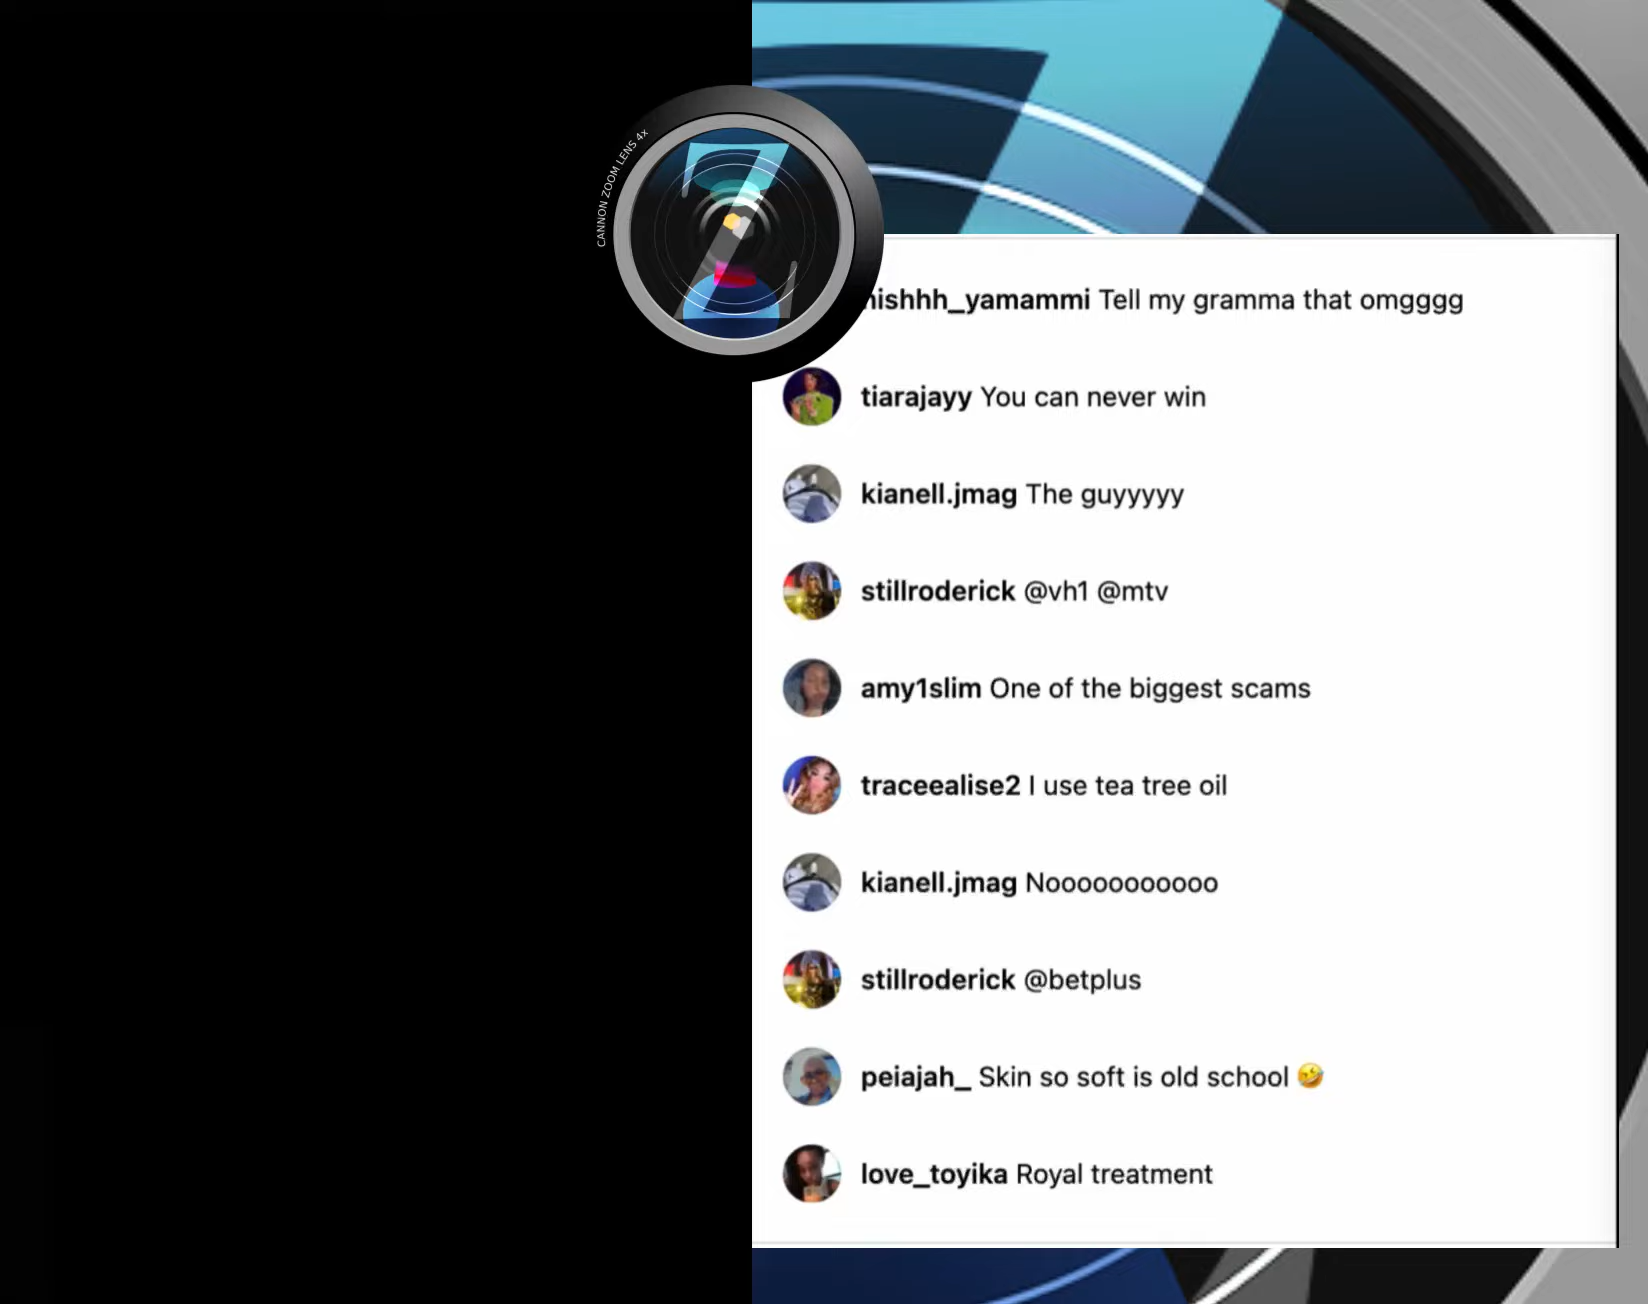 CANNON ZOOM LENS 4x
Tell my gramma that omgggg
tiarajayy You can never win
kianell.jmag The guyyyyy
stillroderick @vh1 @mtv
amy1slim One of the biggest scams
traceealise2 I use tea tree oil
kianell.jmag Nooooooooooo
stillroderick @betplus
peiajah_ Skin so soft is old school 🤣
love_toyika Royal treatment